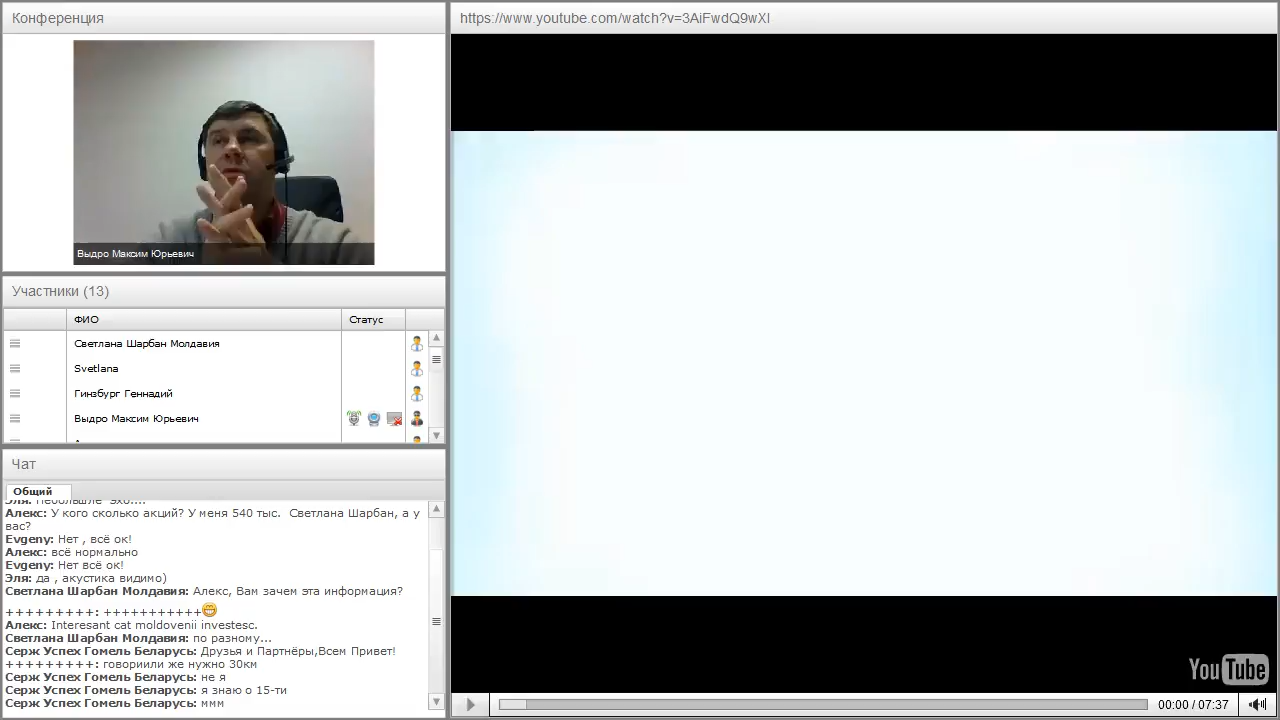 Конференция
https://www.youtube.com/watch?v=3AiFwdQ9wXI
Выдро Максим Юрьевич
Участники (13)
ФИО Статус
Светлана Шарбан Молдавия
Svetlana
Гинзбург Геннадий
Выдро Максим Юрьевич
Чат
Общий
Эля:
Алекс: У кого сколько акций? У меня 540 тыс. Светлана Шарбан, а у
вас?
Evgeny: Нет , всё ок!
Алекс: всё нормально
Evgeny: Нет всё ок!
Эля: да , акустика видимо)
Светлана Шарбан Молдавия: Алекс, Вам зачем эта информация?
+++++++++: +++++++++++
Алекс: Interesant cat moldovenii investesc.
Светлана Шарбан Молдавия: по разному...
Серж Успех Гомель Беларусь: Друзья и Партнёры,Всем Привет!
+++++++++: говориили же нужно 30км
Серж Успех Гомель Беларусь: не я
Серж Успех Гомель Беларусь: я знаю о 15-ти
Серж Успех Гомель Беларусь: ммм
YouTube
00:00 / 07:37